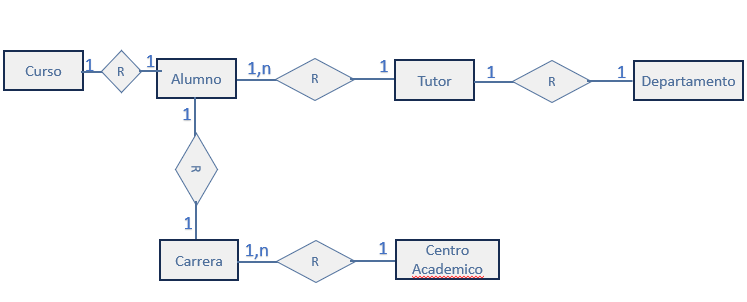 Curso
1
R
1
Alumno
1,n
R
1
Tutor
1
R
1
Departamento
1
R
1
Carrera
1,n
R
1
Centro
Academico